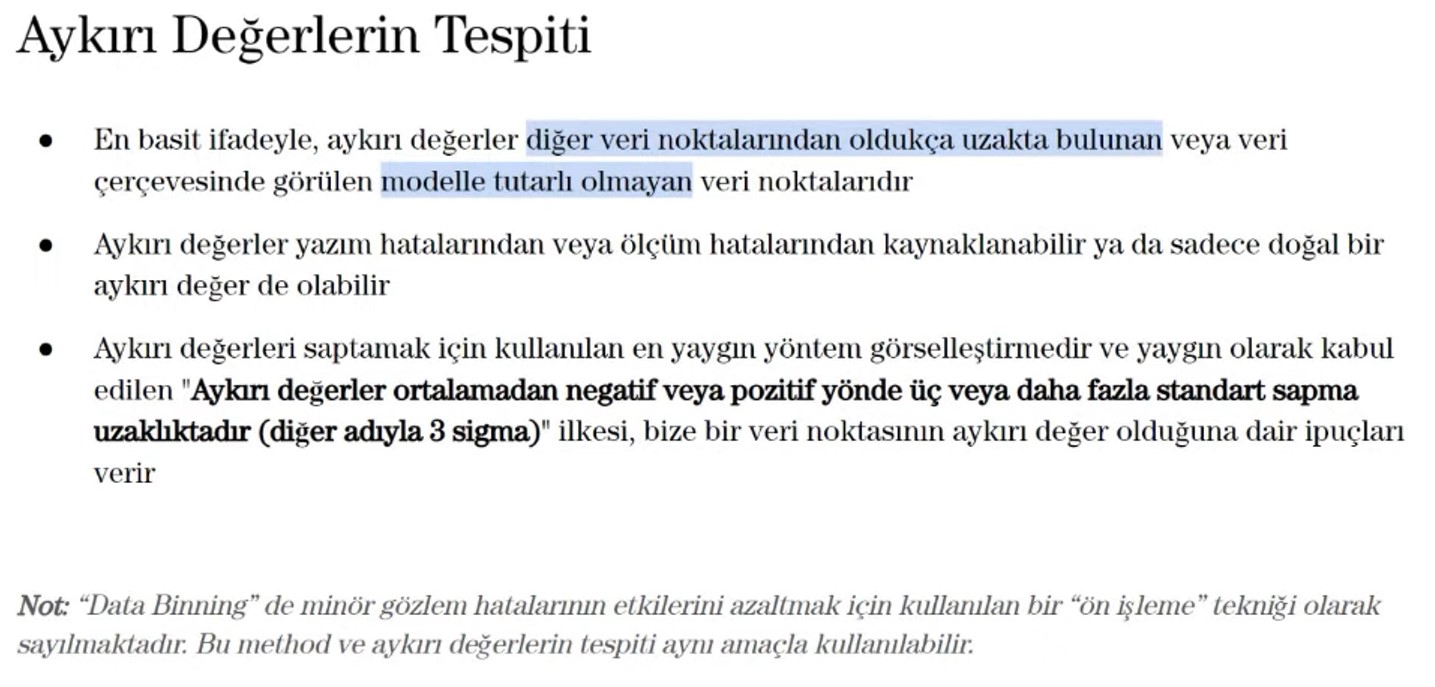 Aykırı Değerlerin Tespiti
● En basit ifadeyle, aykırı değerler diğer veri noktalarından oldukça uzakta bulunan veya veri
çerçevesinde görülen modelle tutarlı olmayan veri noktalarıdır
● Aykırı değerler yazım hatalarından veya ölçüm hatalarından kaynaklanabilir ya da sadece doğal bir
aykırı değer de olabilir
● Aykırı değerleri saptamak için kullanılan en yaygın yöntem görselleştirmedir ve yaygın olarak kabul
edilen "Aykırı değerler ortalamadan negatif veya pozitif yönde üç veya daha fazla standart sapma
uzaklıktadır (diğer adıyla 3 sigma)" ilkesi, bize bir veri noktasının aykırı değer olduğuna dair ipuçları
verir
Not: “Data Binning” de minör gözlem hatalarının etkilerini azaltmak için kullanılan bir “ön işleme” tekniği olarak
sayılmaktadır. Bu method ve aykırı değerlerin tespiti aynı amaçla kullanılabilir.